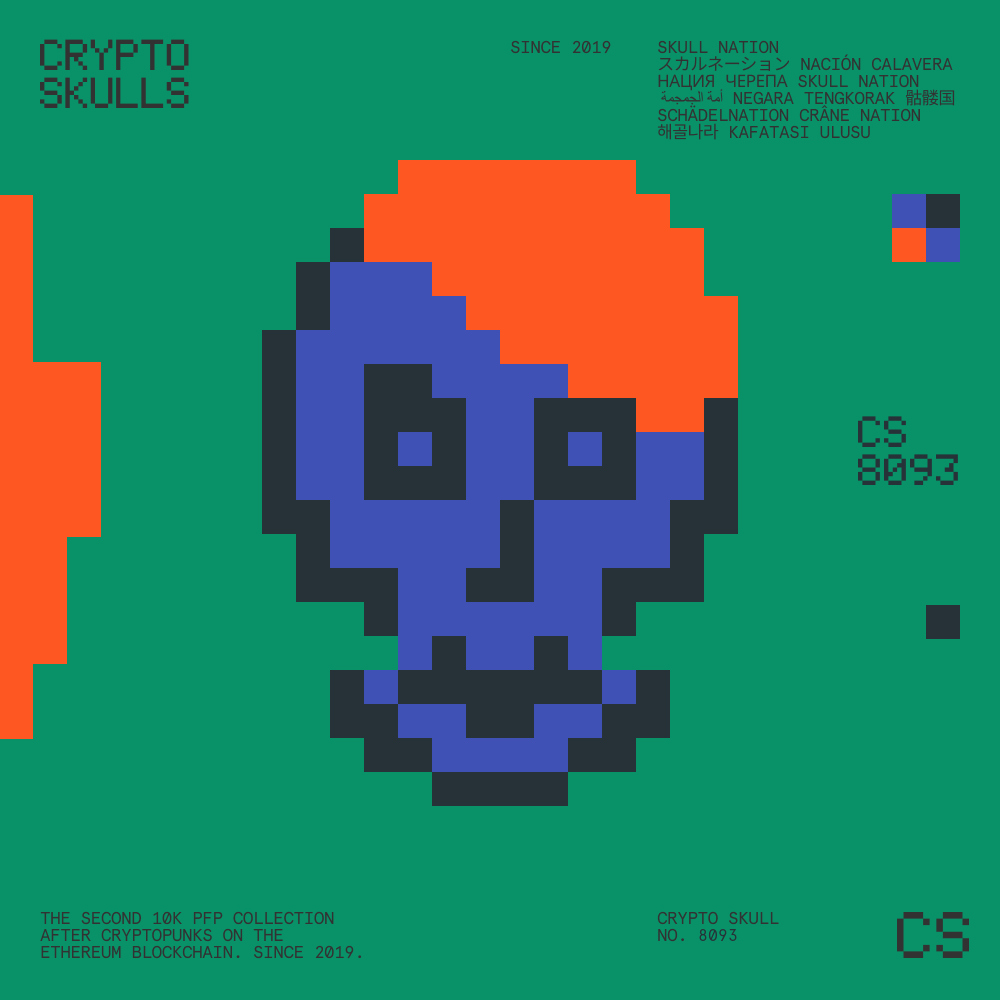 CRYPTO
SKULLS
SINCE 2019
SKULL NATION
スカルネーション NACIÓN CALAVERA
НАЦИЯ ЧЕРЕПА SKULL NATION
أمة الجمجمة NEGARA TENGKORAK 骷髅国
SCHÄDELNATION CRÂNE NATION
해골나라 KAFATASI ULUSU
CS
8093
THE SECOND 10K PFP COLLECTION
AFTER CRYPTOPUNKS ON THE
ETHEREUM BLOCKCHAIN. SINCE 2019.
CRYPTO SKULL
NO. 8093
CS